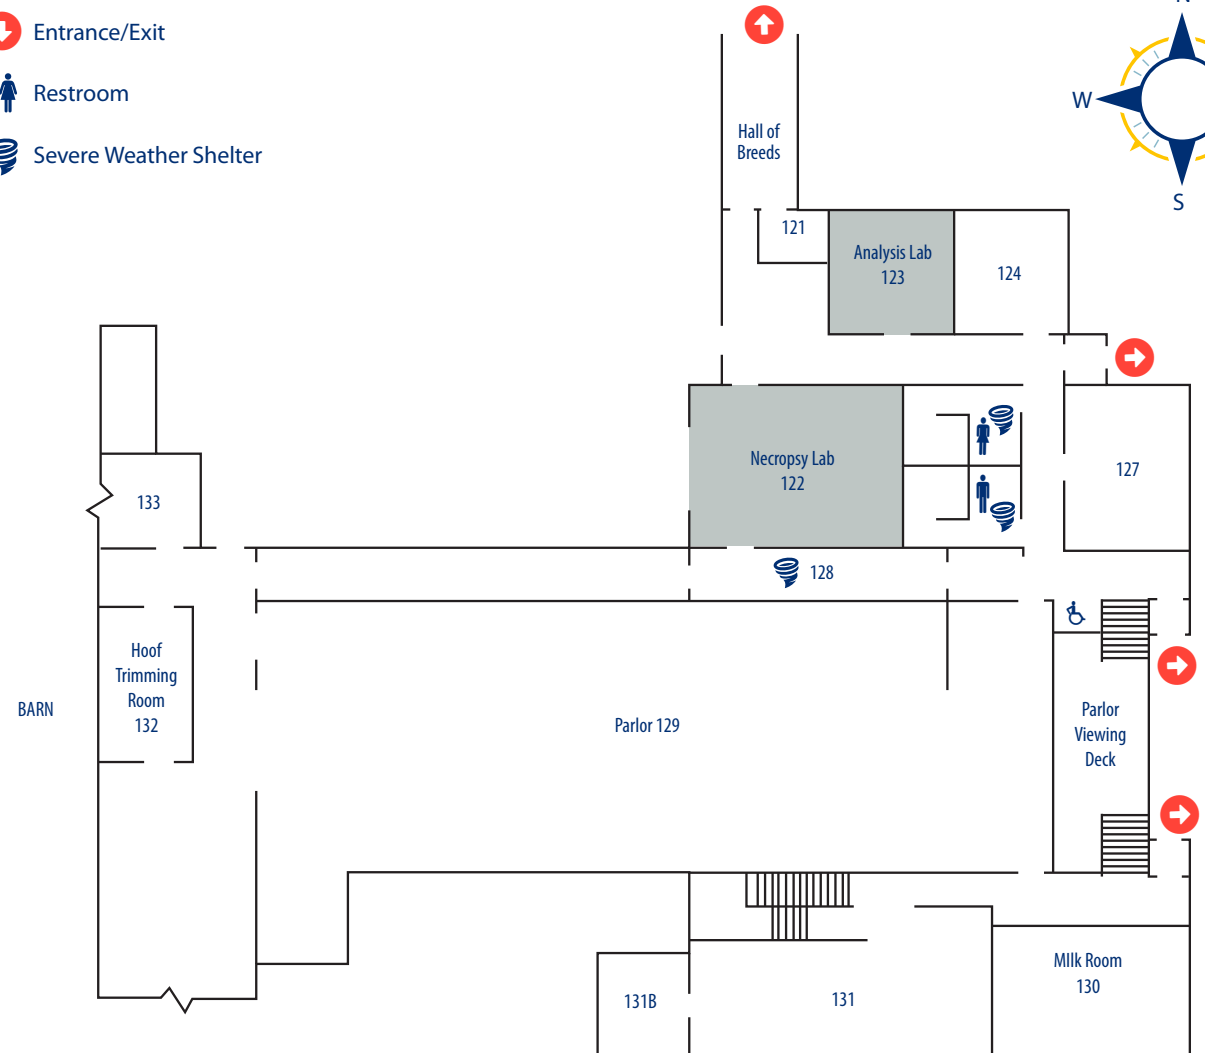 Entrance/Exit
Restroom
Severe Weather Shelter
W
S
Hall of
Breeds
121
Analysis Lab
123
124
Necropsy Lab
122
127
133
128
Hoof
Trimming
Room
132
BARN
Parlor 129
Parlor
Viewing
Deck
MIlk Room
130
131B
131